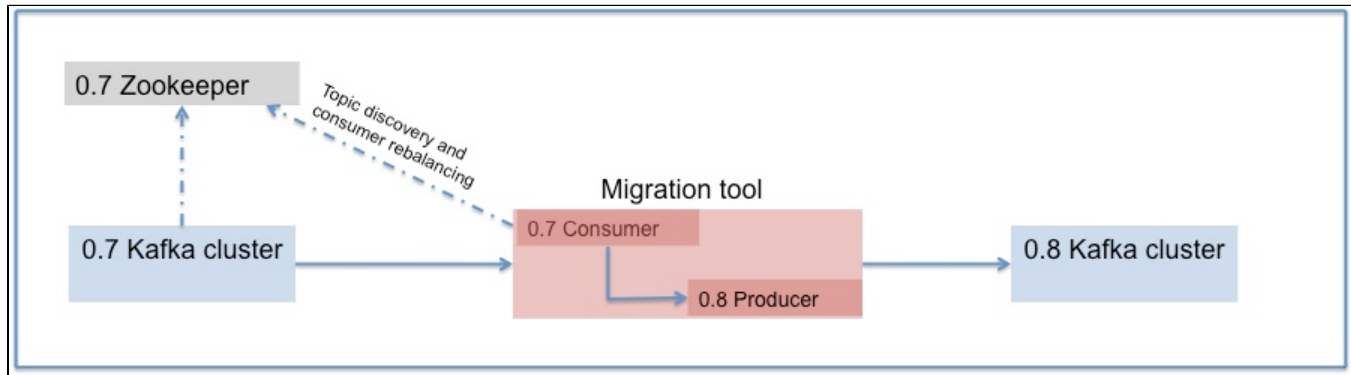 0.7 Zookeeper
Topic discovery and
consumer rebalancing
Migration tool
0.7 Kafka cluster
0.7 Consumer
0.8 Producer
0.8 Kafka cluster